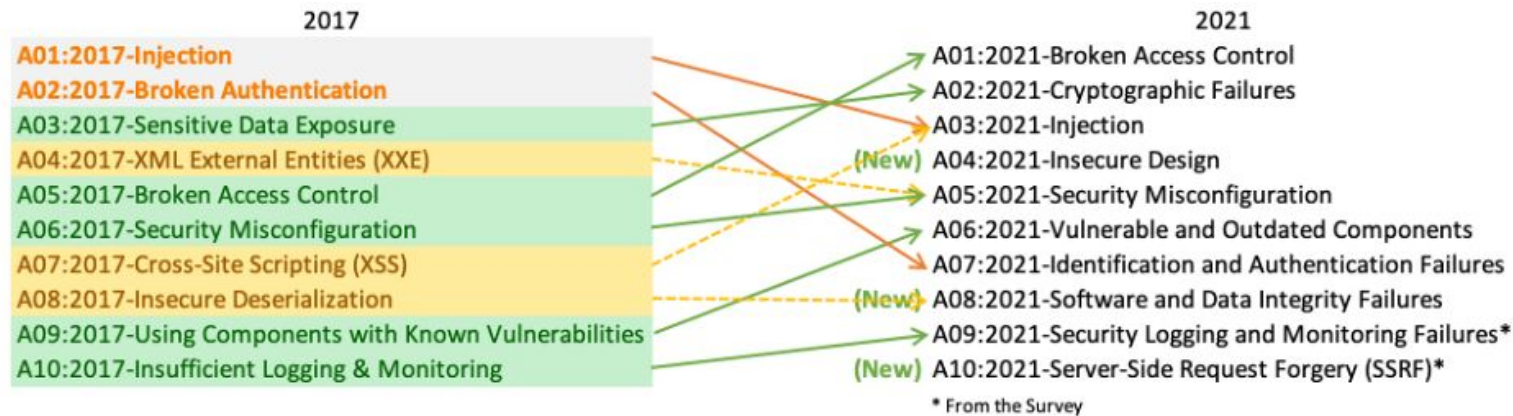 2017
A01:2017-Injection
A02:2017-Broken Authentication
A03:2017-Sensitive Data Exposure
A04:2017-XML External Entities (XXE)
A05:2017-Broken Access Control
A06:2017-Security Misconfiguration
A07:2017-Cross-Site Scripting (XSS)
A08:2017-Insecure Deserialization
A09:2017-Using Components with Known Vulnerabilities
A10:2017-Insufficient Logging & Monitoring
2021
A01:2021-Broken Access Control
A02:2021-Cryptographic Failures
A03:2021-Injection
(New) A04:2021-Insecure Design
A05:2021-Security Misconfiguration
A06:2021-Vulnerable and Outdated Components
A07:2021-Identification and Authentication Failures
(New) A08:2021-Software and Data Integrity Failures
A09:2021-Security Logging and Monitoring Failures*
(New) A10:2021-Server-Side Request Forgery (SSRF)*
* From the Survey